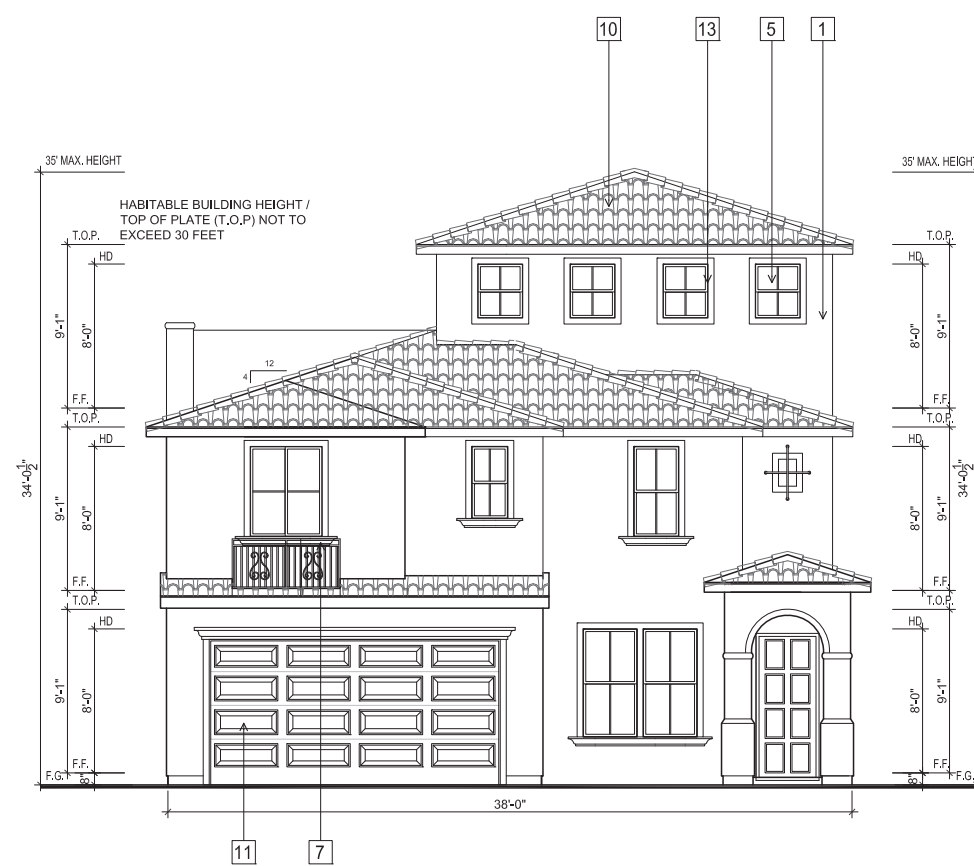 10 13 5 1
35' MAX. HEIGHT 35' MAX. HEIGHT
HABITABLE BUILDING HEIGHT /
TOP OF PLATE (T.O.P) NOT TO
EXCEED 30 FEET
T.O.P. T.O.P.
HD HD
9'-1" 8'-0" 8'-0" 9'-1"
12
4
F.F. F.F.
T.O.P. T.O.P.
HD HD
34'-0½" 34'-0½"
9'-1" 8'-0" 8'-0" 9'-1"
F.F. F.F.
T.O.P. T.O.P.
HD HD
9'-1" 8'-0" 8'-0" 9'-1"
F.F. F.F.
F.G. 8" 8" F.G.
38'-0"
11 7